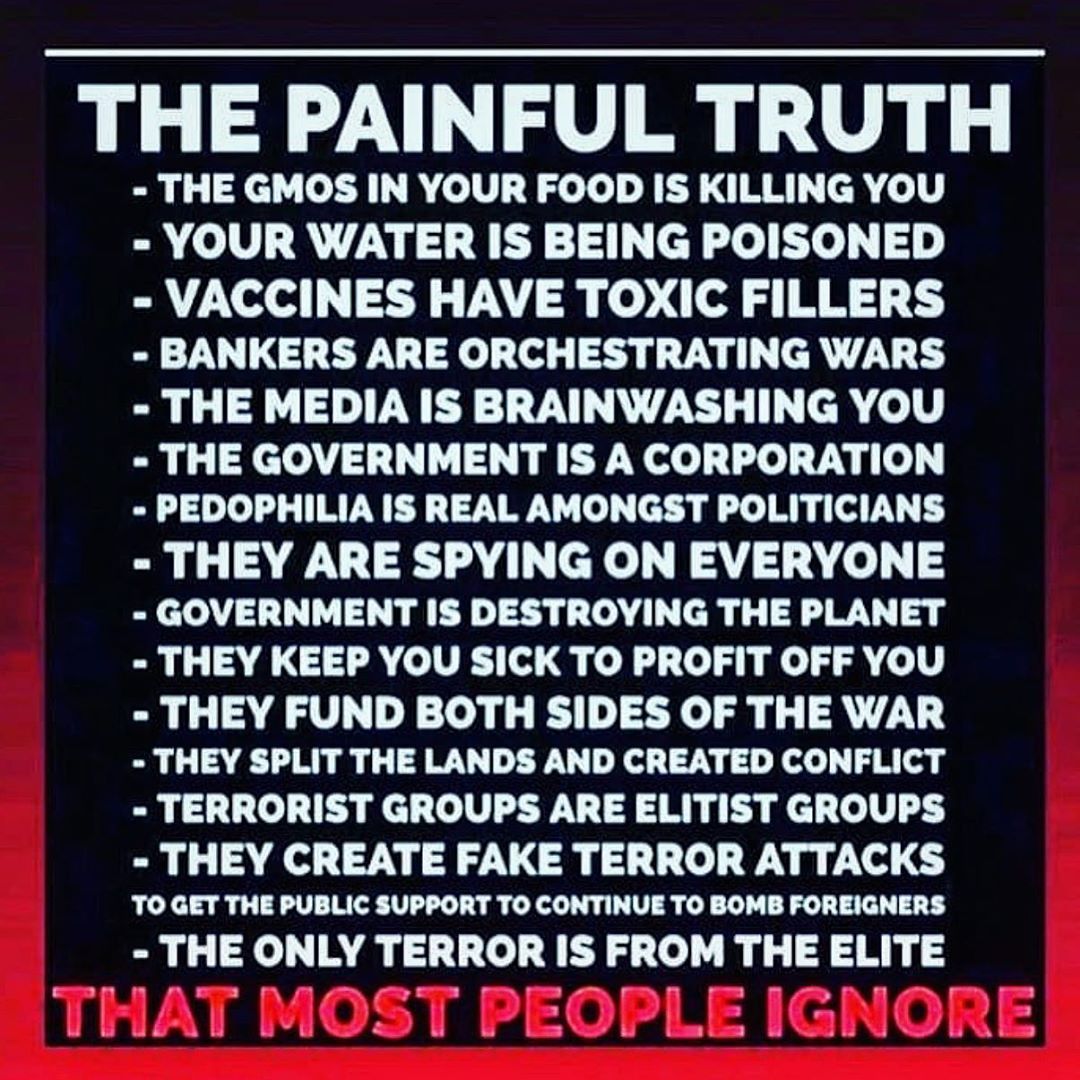 THE PAINFUL TRUTH
- THE GMOS IN YOUR FOOD IS KILLING YOU
- YOUR WATER IS BEING POISONED
- VACCINES HAVE TOXIC FILLERS
- BANKERS ARE ORCHESTRATING WARS
- THE MEDIA IS BRAINWASHING YOU
- THE GOVERNMENT IS A CORPORATION
- PEDOPHILIA IS REAL AMONGST POLITICIANS
- THEY ARE SPYING ON EVERYONE
- GOVERNMENT IS DESTROYING THE PLANET
- THEY KEEP YOU SICK TO PROFIT OFF YOU
- THEY FUND BOTH SIDES OF THE WAR
- THEY SPLIT THE LANDS AND CREATED CONFLICT
- TERRORIST GROUPS ARE ELITIST GROUPS
- THEY CREATE FAKE TERROR ATTACKS
TO GET THE PUBLIC SUPPORT TO CONTINUE TO BOMB FOREIGNERS
- THE ONLY TERROR IS FROM THE ELITE
THAT MOST PEOPLE IGNORE